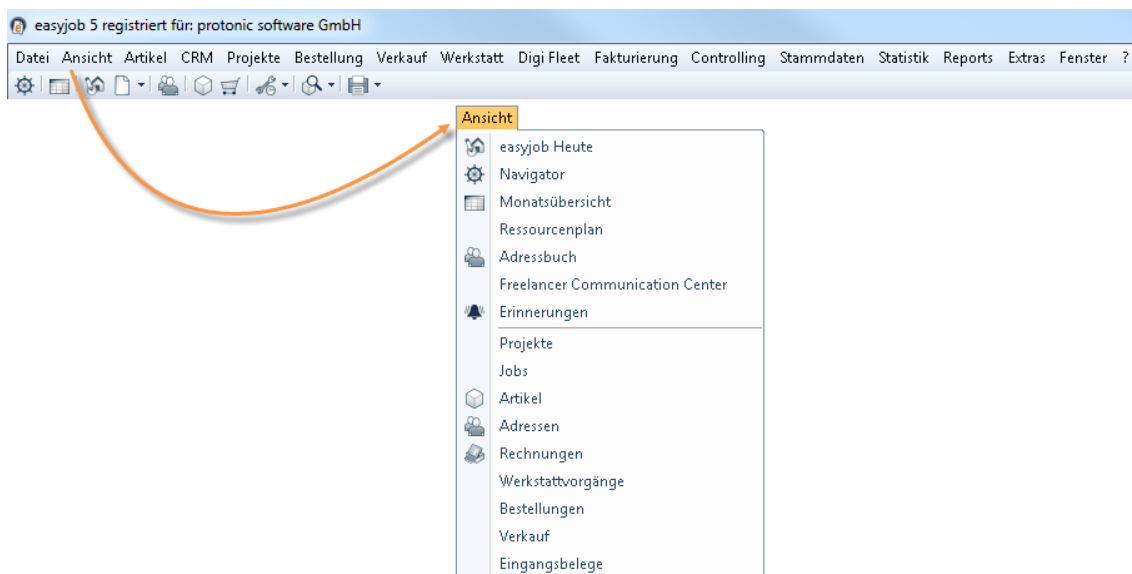 easyjob 5 registriert für: protonic software GmbH
Datei Ansicht Artikel CRM Projekte Bestellung Verkauf Werkstatt Digi Fleet Fakturierung Controlling Stammdaten Statistik Reports Extras Fenster ?
Ansicht
easyjob Heute
Navigator
Monatsübersicht
Ressourcenplan
Adressbuch
Freelancer Communication Center
Erinnerungen
Projekte
Jobs
Artikel
Adressen
Rechnungen
Werkstattvorgänge
Bestellungen
Verkauf
Eingangsbelege